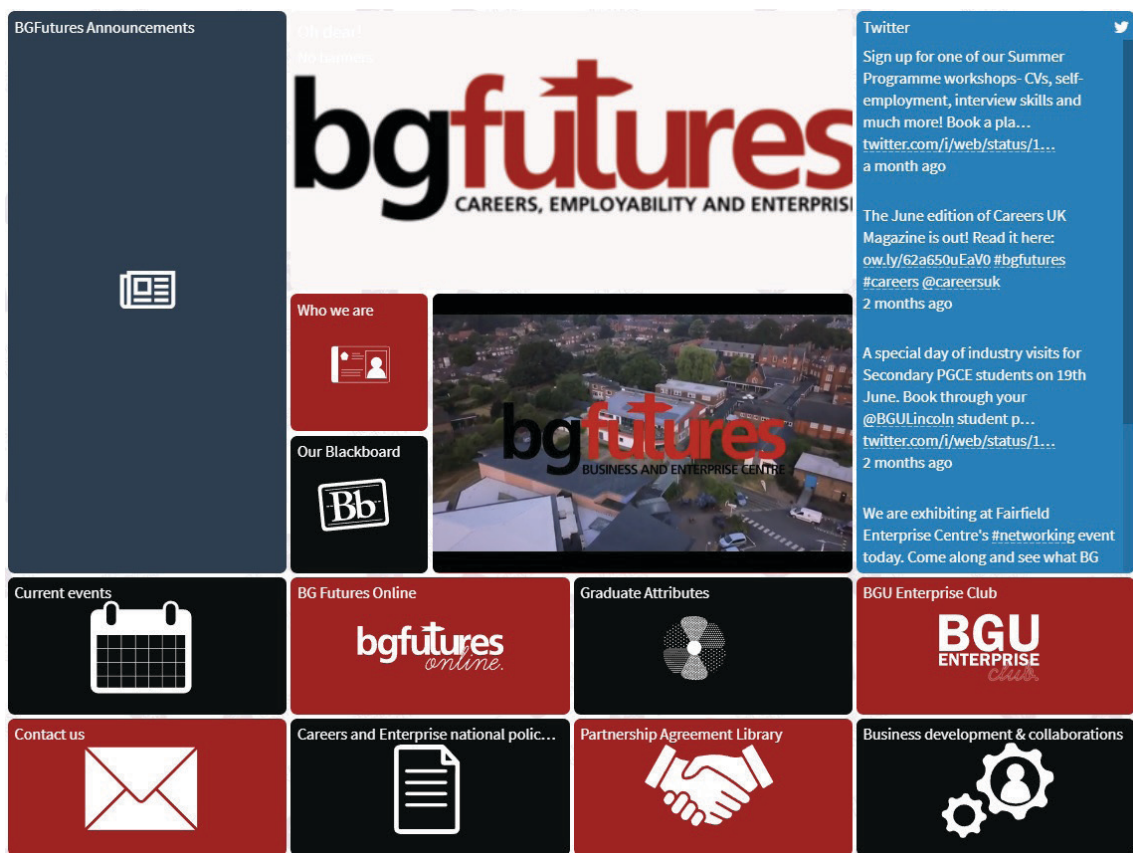 BGFutures Announcements
Oh dear!
No banners
bgfutures
CAREERS, EMPLOYABILITY AND ENTERPRIS
Twitter
Sign up for one of our Summer
Programme workshops- CVs, self-
employment, interview skills and
much more! Book a pla…
twitter.com/i/web/status/1…
a month ago
The June edition of Careers UK
Magazine is out! Read it here:
ow.ly/62a650uEaV0 #bgfutures
#careers @careersuk
2 months ago
A special day of industry visits for
Secondary PGCE students on 19th
June. Book through your
@BGULincoln student p…
twitter.com/i/web/status/1…
2 months ago
We are exhibiting at Fairfield
Enterprise Centre's #networking event
today. Come along and see what BG
Who we are
Our Blackboard
Bb
bgfutures
BUSINESS AND ENTERPRISE CENTRE
Current events
BG Futures Online
bgfutures
online.
Graduate Attributes
BGU Enterprise Club
BGU
ENTERPRISE
club.
Contact us
Careers and Enterprise national polic…
Partnership Agreement Library
Business development & collaborations